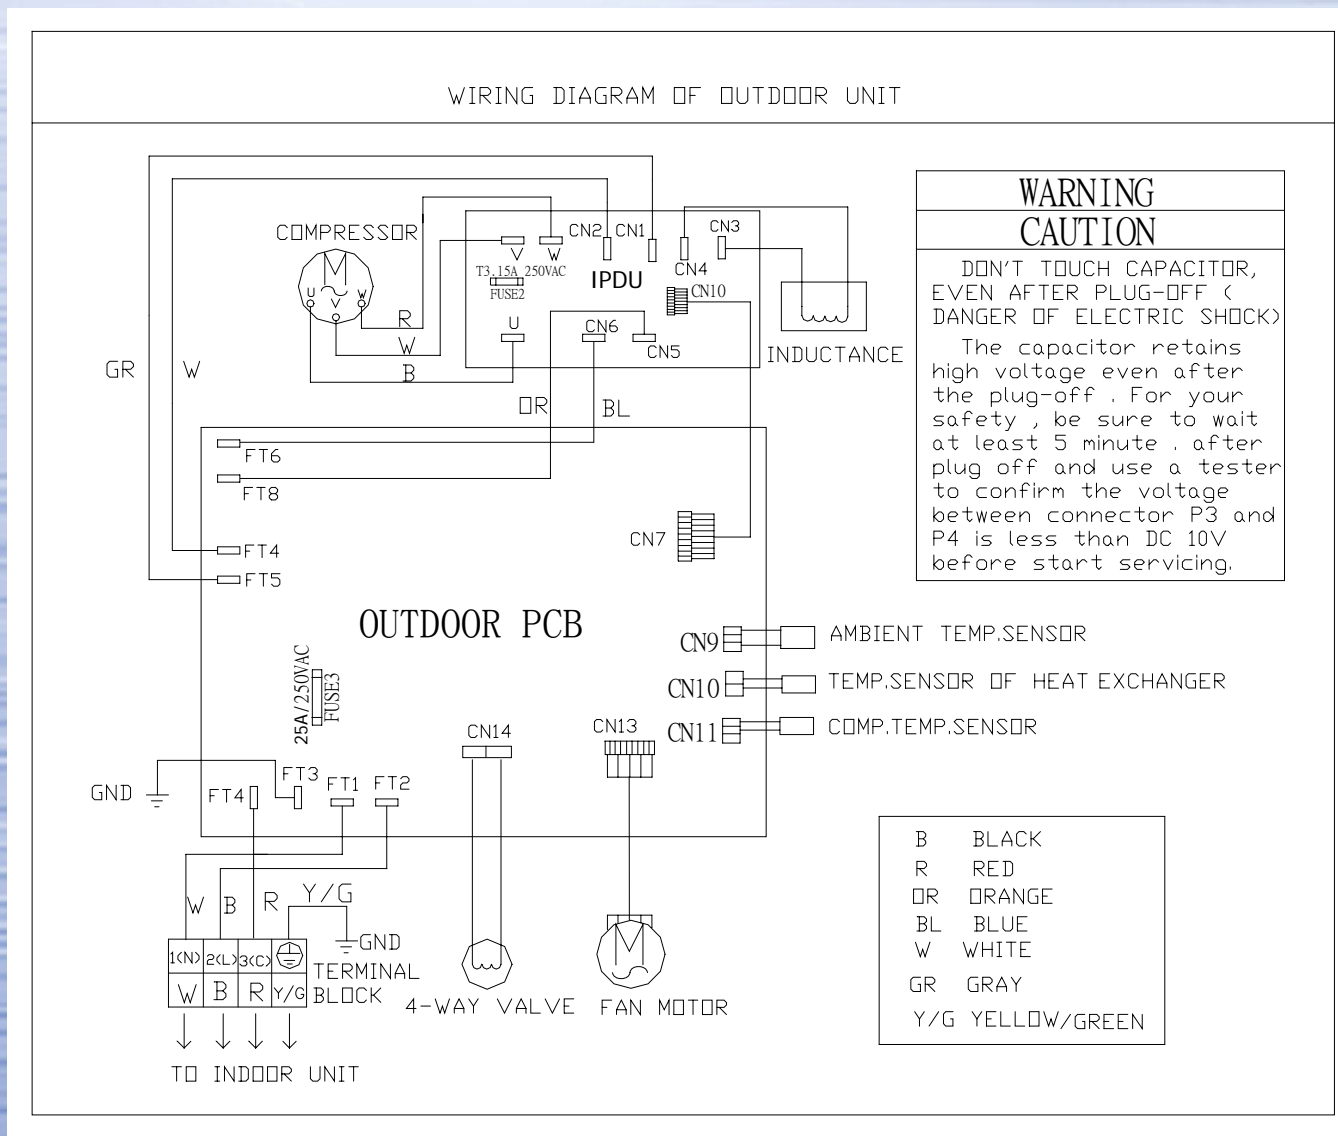 WIRING DIAGRAM OF OUTDOOR UNIT
WARNING
CAUTION
DON'T TOUCH CAPACITOR,
EVEN AFTER PLUG-OFF (
DANGER OF ELECTRIC SHOCK)
The capacitor retains
high voltage even after
the plug-off . For your
safety , be sure to wait
at least 5 minute . after
plug off and use a tester
to confirm the voltage
between connector P3 and
P4 is less than DC 10V
before start servicing.
COMPRESSOR
U V W
R
W
B
GR
W
V W
CN2 CN1
CN3
CN4
T3.15A 250VAC
FUSE2
IPDU
CN10
U
CN6
CN5
INDUCTANCE
OR
BL
FT6
FT8
FT4
FT5
CN7
OUTDOOR PCB
25A/250VAC
FUSE3
CN9
AMBIENT TEMP.SENSOR
CN10
TEMP.SENSOR OF HEAT EXCHANGER
CN11
COMP.TEMP.SENSOR
CN14
CN13
GND
FT4
FT3
FT1
FT2
W
B
R
Y/G
GND
1(N) 2(L) 3(C)
W B R Y/G
TERMINAL
BLOCK
TO INDOOR UNIT
4-WAY VALVE
FAN MOTOR
B BLACK
R RED
OR ORANGE
BL BLUE
W WHITE
GR GRAY
Y/G YELLOW/GREEN